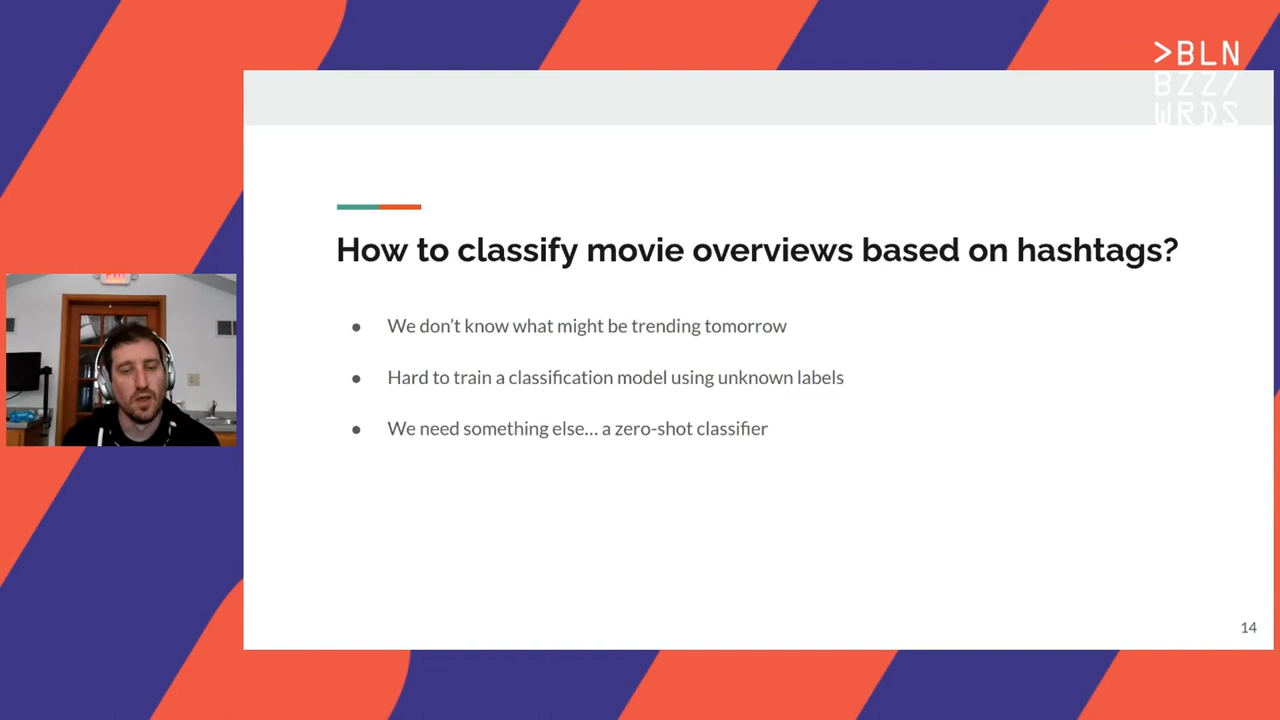 >BLN
BZZ/
WRDS
How to classify movie overviews based on hashtags?
● We don’t know what might be trending tomorrow
● Hard to train a classification model using unknown labels
● We need something else... a zero-shot classifier
14